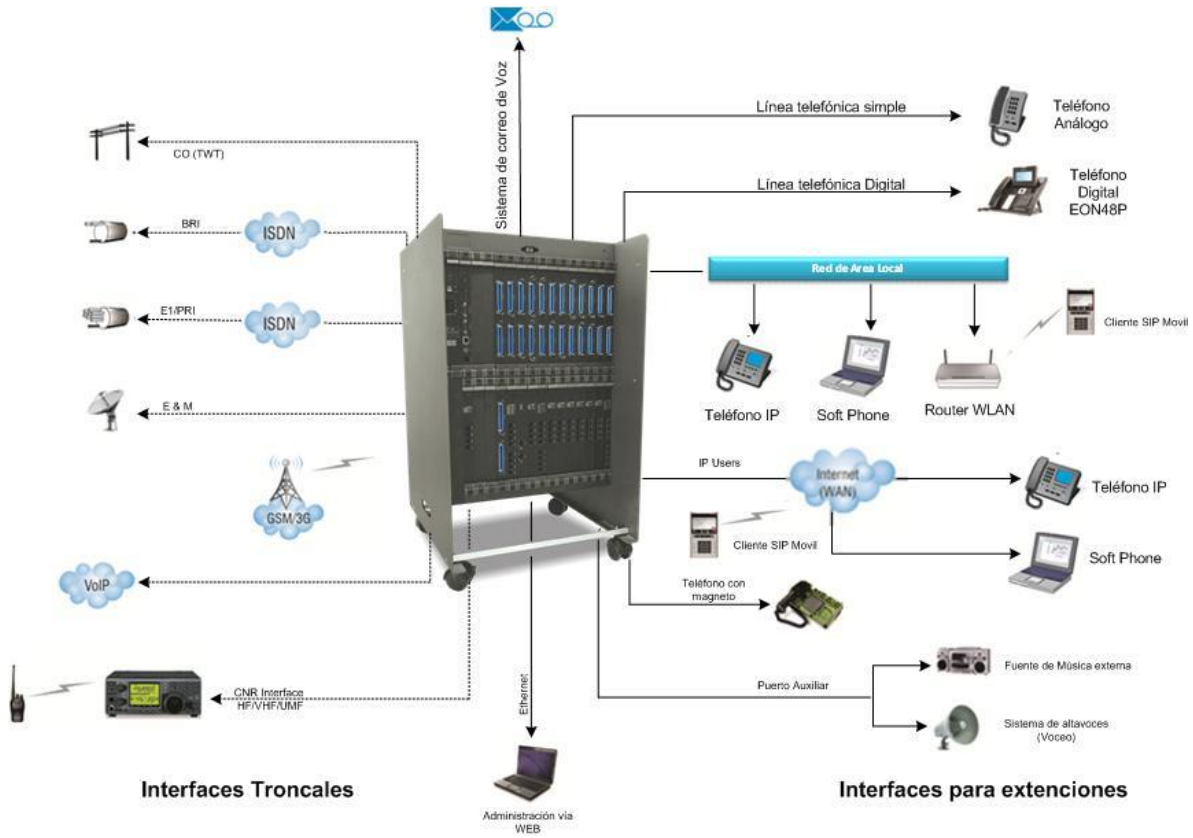 Sistema de correo de Voz
Línea telefónica simple
Teléfono
Análogo
CO (TWT)
Línea telefónica Digital
Teléfono
Digital
EON48P
BRI
ISDN
Red de Area Local
E1/PRI
ISDN
Cliente SIP Movil
Teléfono IP
Soft Phone
Router WLAN
E & M
IP Users
Internet
(WAN)
Teléfono IP
GSM/3G
Cliente SIP Movil
Soft Phone
VoIP
Teléfono con
magneto
Fuente de Música externa
CNR Interface
HF/VHF/UMF
Ethernet
Puerto Auxiliar
Sistema de altavoces
(Voceo)
Interfaces Troncales
Interfaces para extenciones
Administración vía
WEB